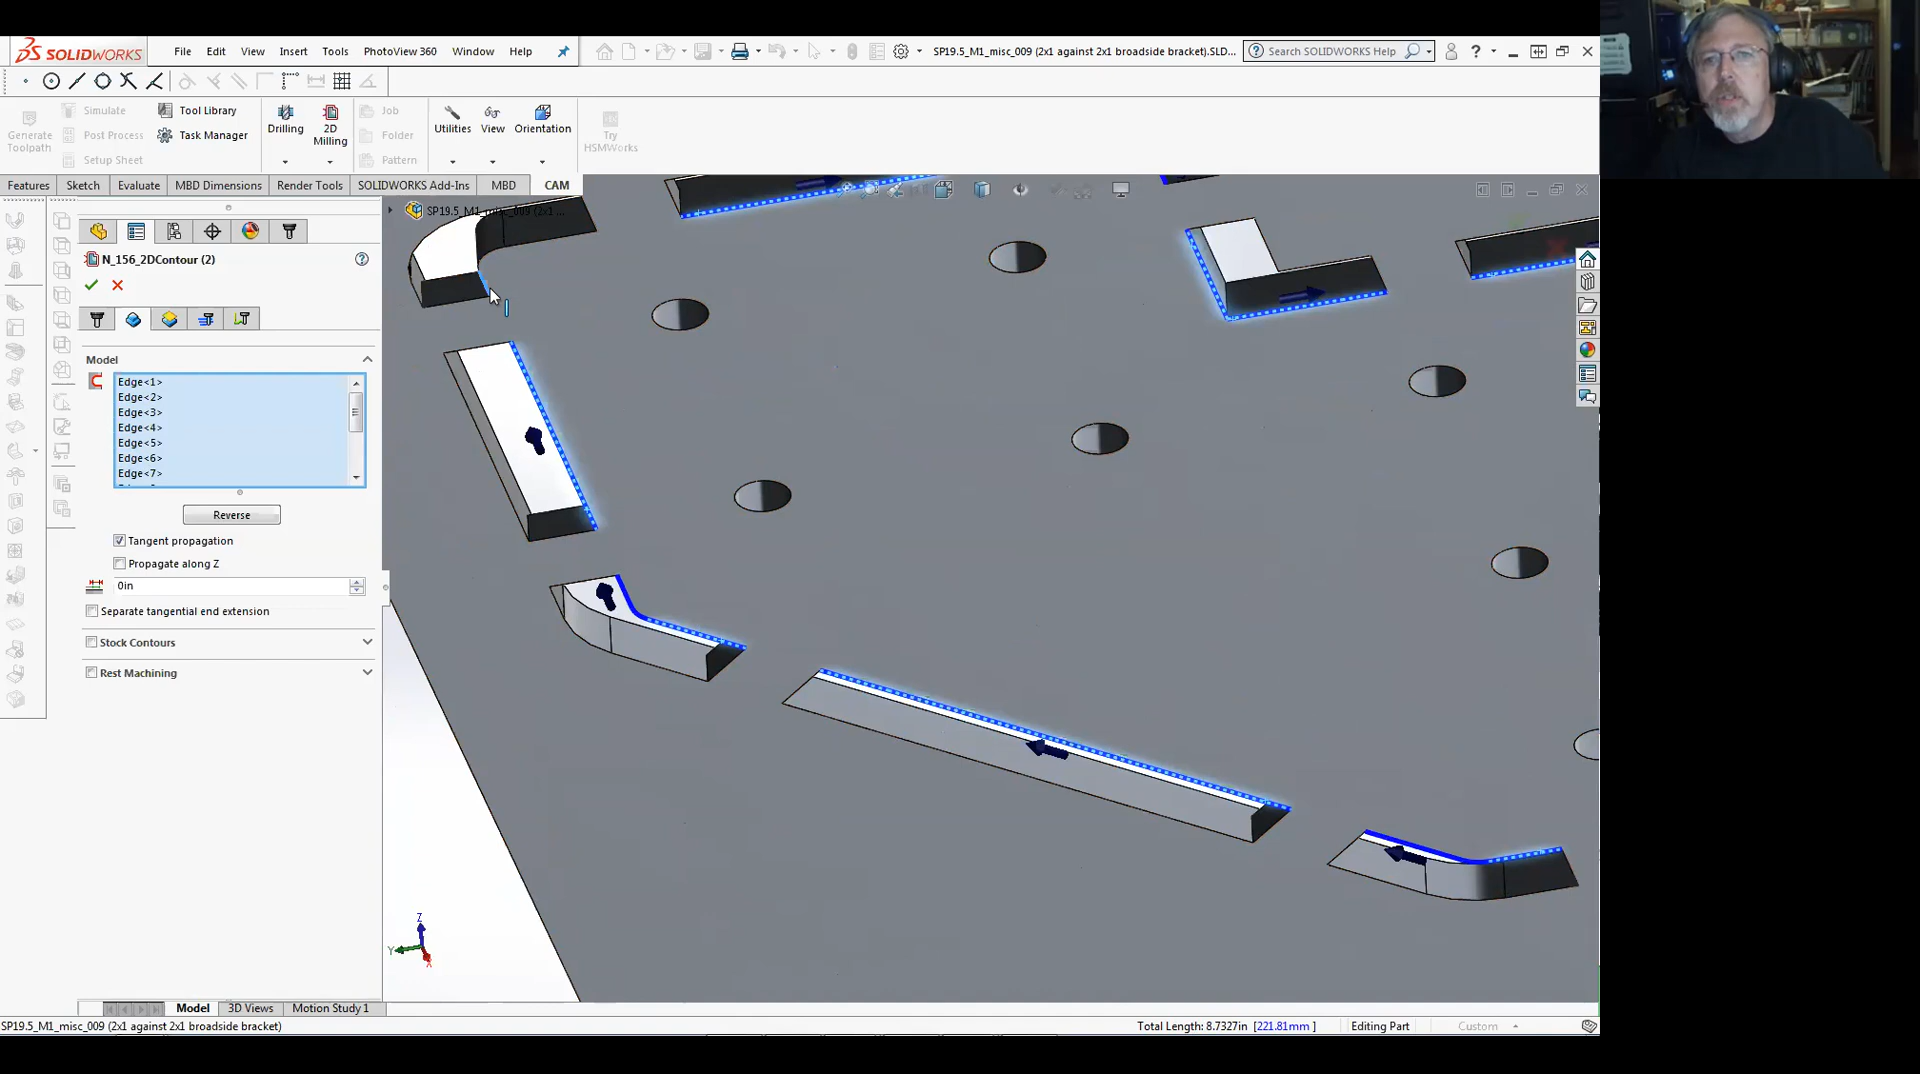 SOLIDWORKS File Edit View Insert Tools PhotoView 360 Window Help
SP19.5_M1_misc_009 (2x1 against 2x1 broadside bracket).SLD...
Search SOLIDWORKS Help
Generate Toolpath
Simulate
Post Process
Setup Sheet
Tool Library
Task Manager
Drilling
2D Milling
Job
Folder
Pattern
Utilities
View
Orientation
Try HSMWorks
Features Sketch Evaluate MBD Dimensions Render Tools SOLIDWORKS Add-Ins MBD CAM
SP19.5_M1_misc_009 (2x1 ...
N_156_2DContour (2)
Model
Edge<1>
Edge<2>
Edge<3>
Edge<4>
Edge<5>
Edge<6>
Edge<7>
Reverse
Tangent propagation
Propagate along Z
0in
Separate tangential end extension
Stock Contours
Rest Machining
Z
Y
X
Model 3D Views Motion Study 1
SP19.5_M1_misc_009 (2x1 against 2x1 broadside bracket)
Total Length: 8.7327in [221.81mm ] Editing Part Custom